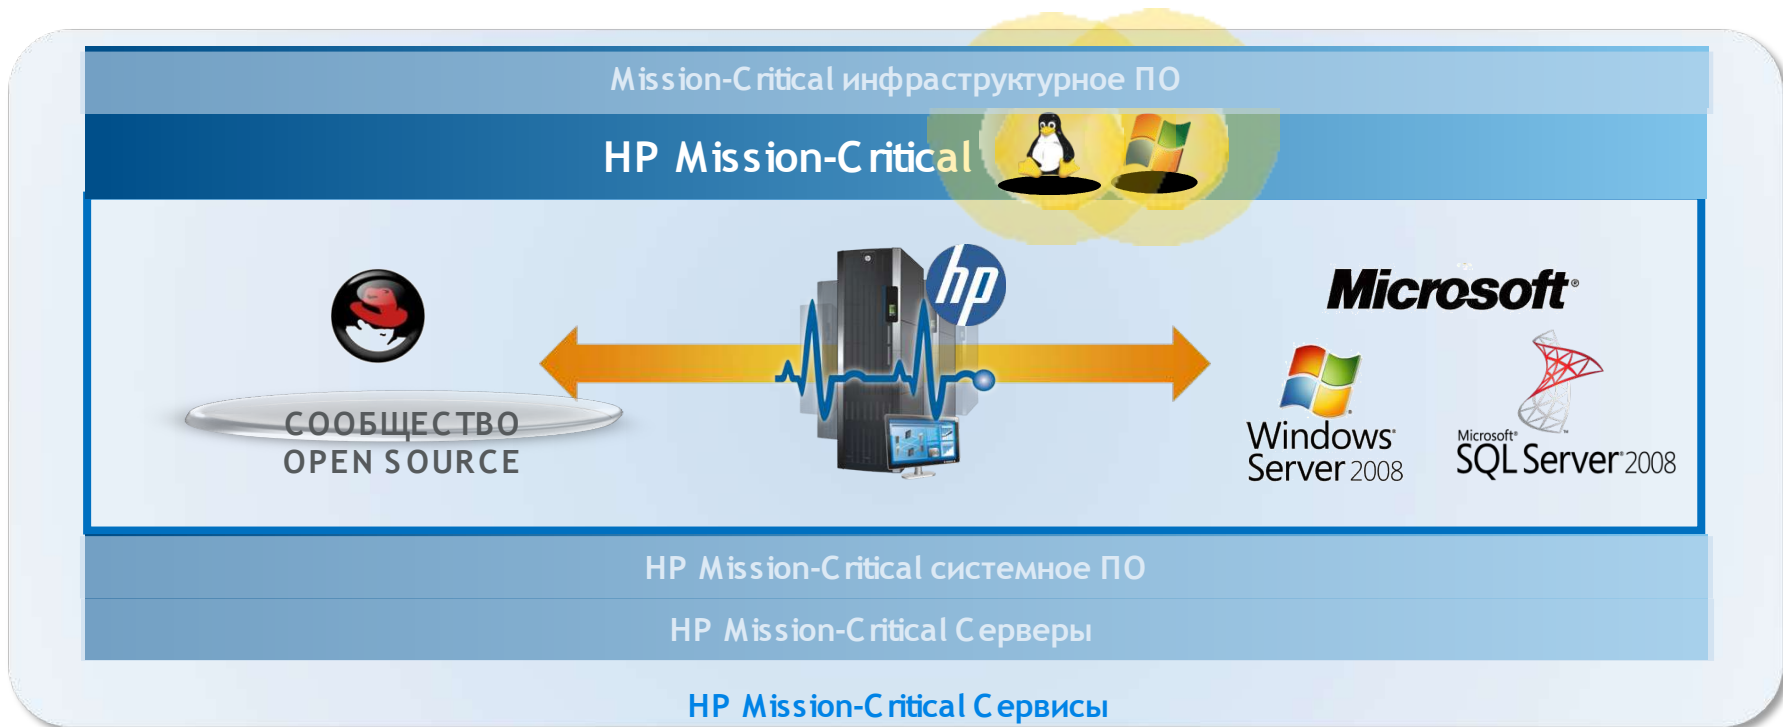 Mission-Critical инфраструктурное ПО
HP Mission-Critical
hp
Microsoft®
СООБЩЕСТВО
OPEN SOURCE
Windows®
Server 2008
Microsoft®
SQL Server® 2008
HP Mission-Critical системное ПО
HP Mission-Critical Серверы
HP Mission-Critical Сервисы